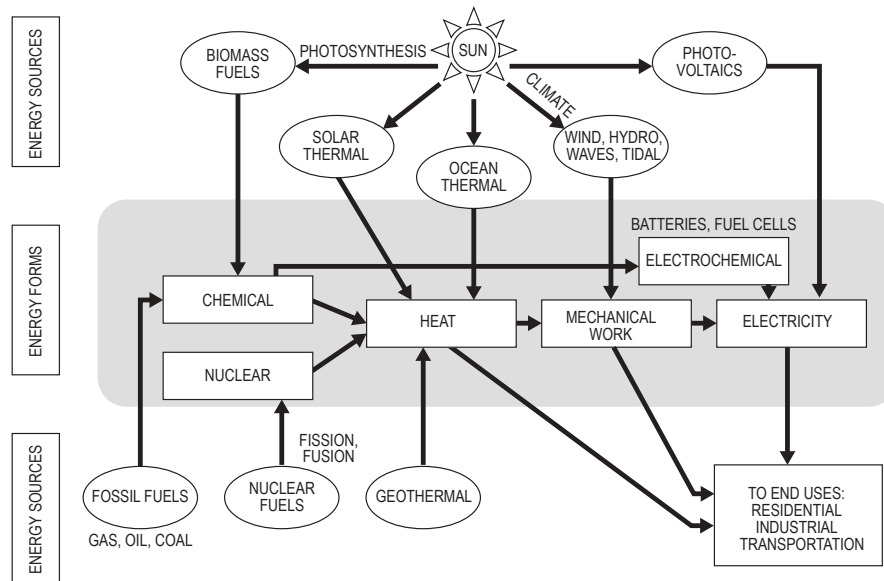 ENERGY SOURCES
BIOMASS
FUELS
PHOTOSYNTHESIS
SUN
PHOTO-
VOLTAICS
CLIMATE
SOLAR
THERMAL
OCEAN
THERMAL
WIND, HYDRO,
WAVES, TIDAL
ENERGY FORMS
BATTERIES, FUEL CELLS
ELECTROCHEMICAL
CHEMICAL
HEAT
MECHANICAL
WORK
ELECTRICITY
NUCLEAR
ENERGY SOURCES
FISSION,
FUSION
FOSSIL FUELS
GAS, OIL, COAL
NUCLEAR
FUELS
GEOTHERMAL
TO END USES:
RESIDENTIAL
INDUSTRIAL
TRANSPORTATION